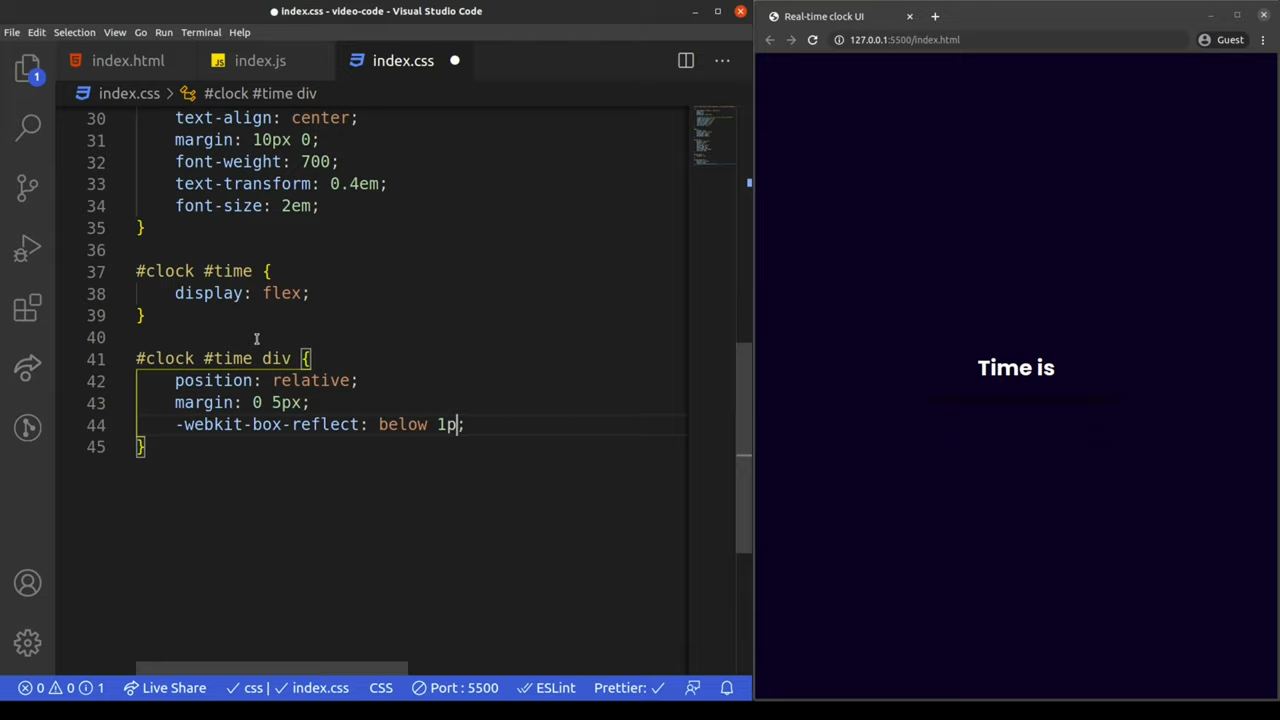 index.css - video-code - Visual Studio Code
File Edit Selection View Go Run Terminal Help
index.html index.js index.css
index.css > #clock #time div
30 text-align: center;
31 margin: 10px 0;
32 font-weight: 700;
33 text-transform: 0.4em;
34 font-size: 2em;
35 }
36
37 #clock #time {
38 display: flex;
39 }
40
41 #clock #time div {
42 position: relative;
43 margin: 0 5px;
44 -webkit-box-reflect: below 1p;
45 }
1
0 0 1 Live Share css | index.css CSS Port : 5500 ESLint Prettier:
Real-time clock UI
127.0.0.1:5500/index.html Guest
Time is